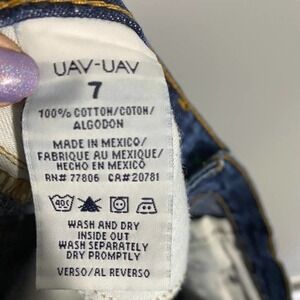 UAV-UAV
7
100% COTTON/COTON/
ALGODON
MADE IN MEXICO/
FABRIQUE AU MEXIQUE/
HECHO EN MEXICO
RN# 77806 CA# 20781
40C
WASH AND DRY
INSIDE OUT
WASH SEPARATELY
DRY PROMPTLY
VERSO/AL REVERSO